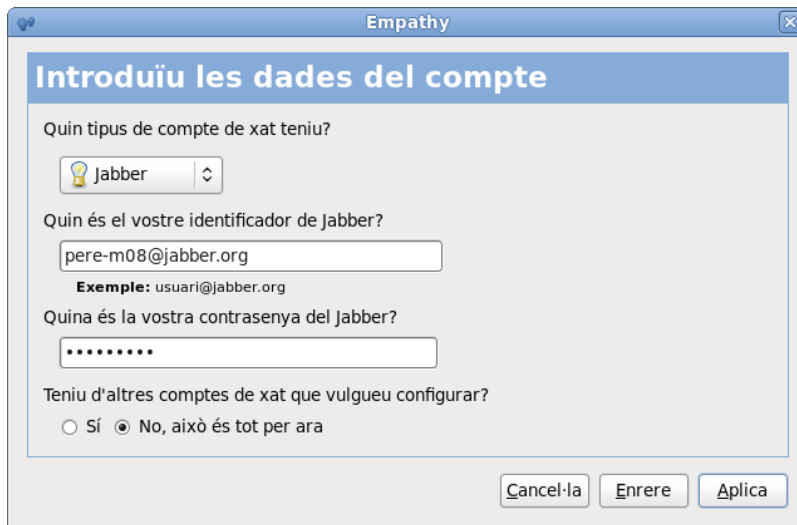 Empathy
Introduïu les dades del compte
Quin tipus de compte de xat teniu?
Jabber
Quin és el vostre identificador de Jabber?
pere-m08@jabber.org
Exemple: usuari@jabber.org
Quina és la vostra contrasenya del Jabber?
•••••••••
Teniu d'altres comptes de xat que vulgueu configurar?
Sí No, això és tot per ara
Cancel·la Enrere Aplica